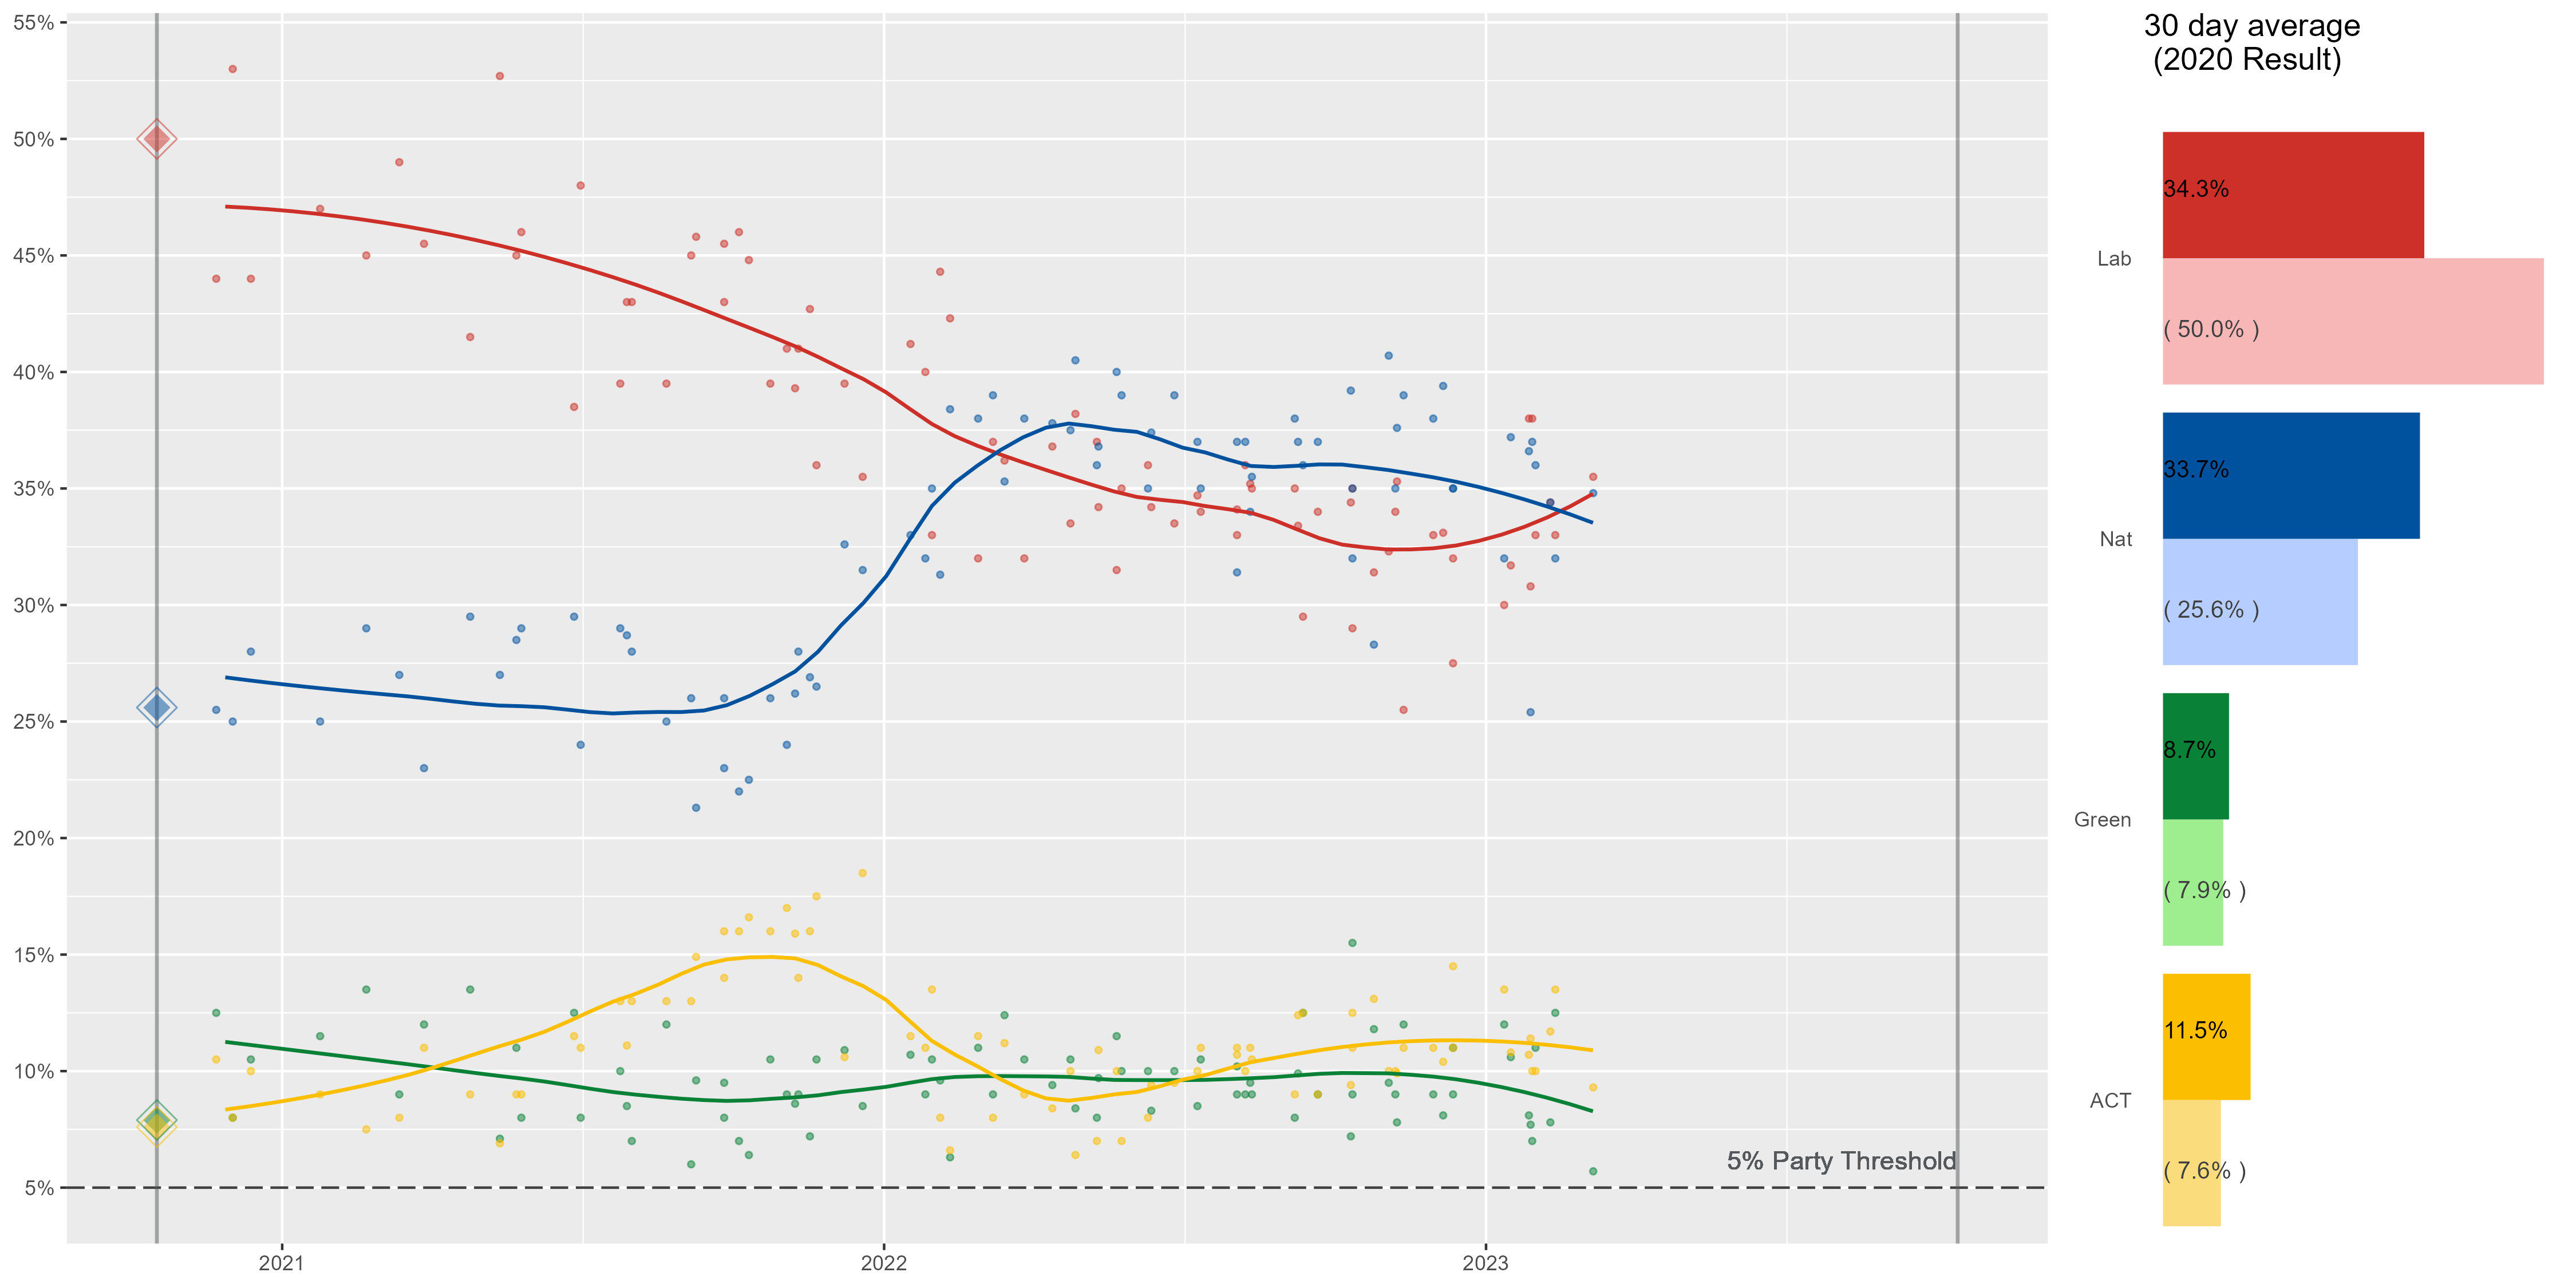 55%
50%
45%
40%
35%
30%
25%
20%
15%
10%
5%
2021
2022
2023
5% Party Threshold
30 day average
(2020 Result)
Lab
34.3%
( 50.0% )
Nat
33.7%
( 25.6% )
Green
8.7%
( 7.9% )
ACT
11.5%
( 7.6% )